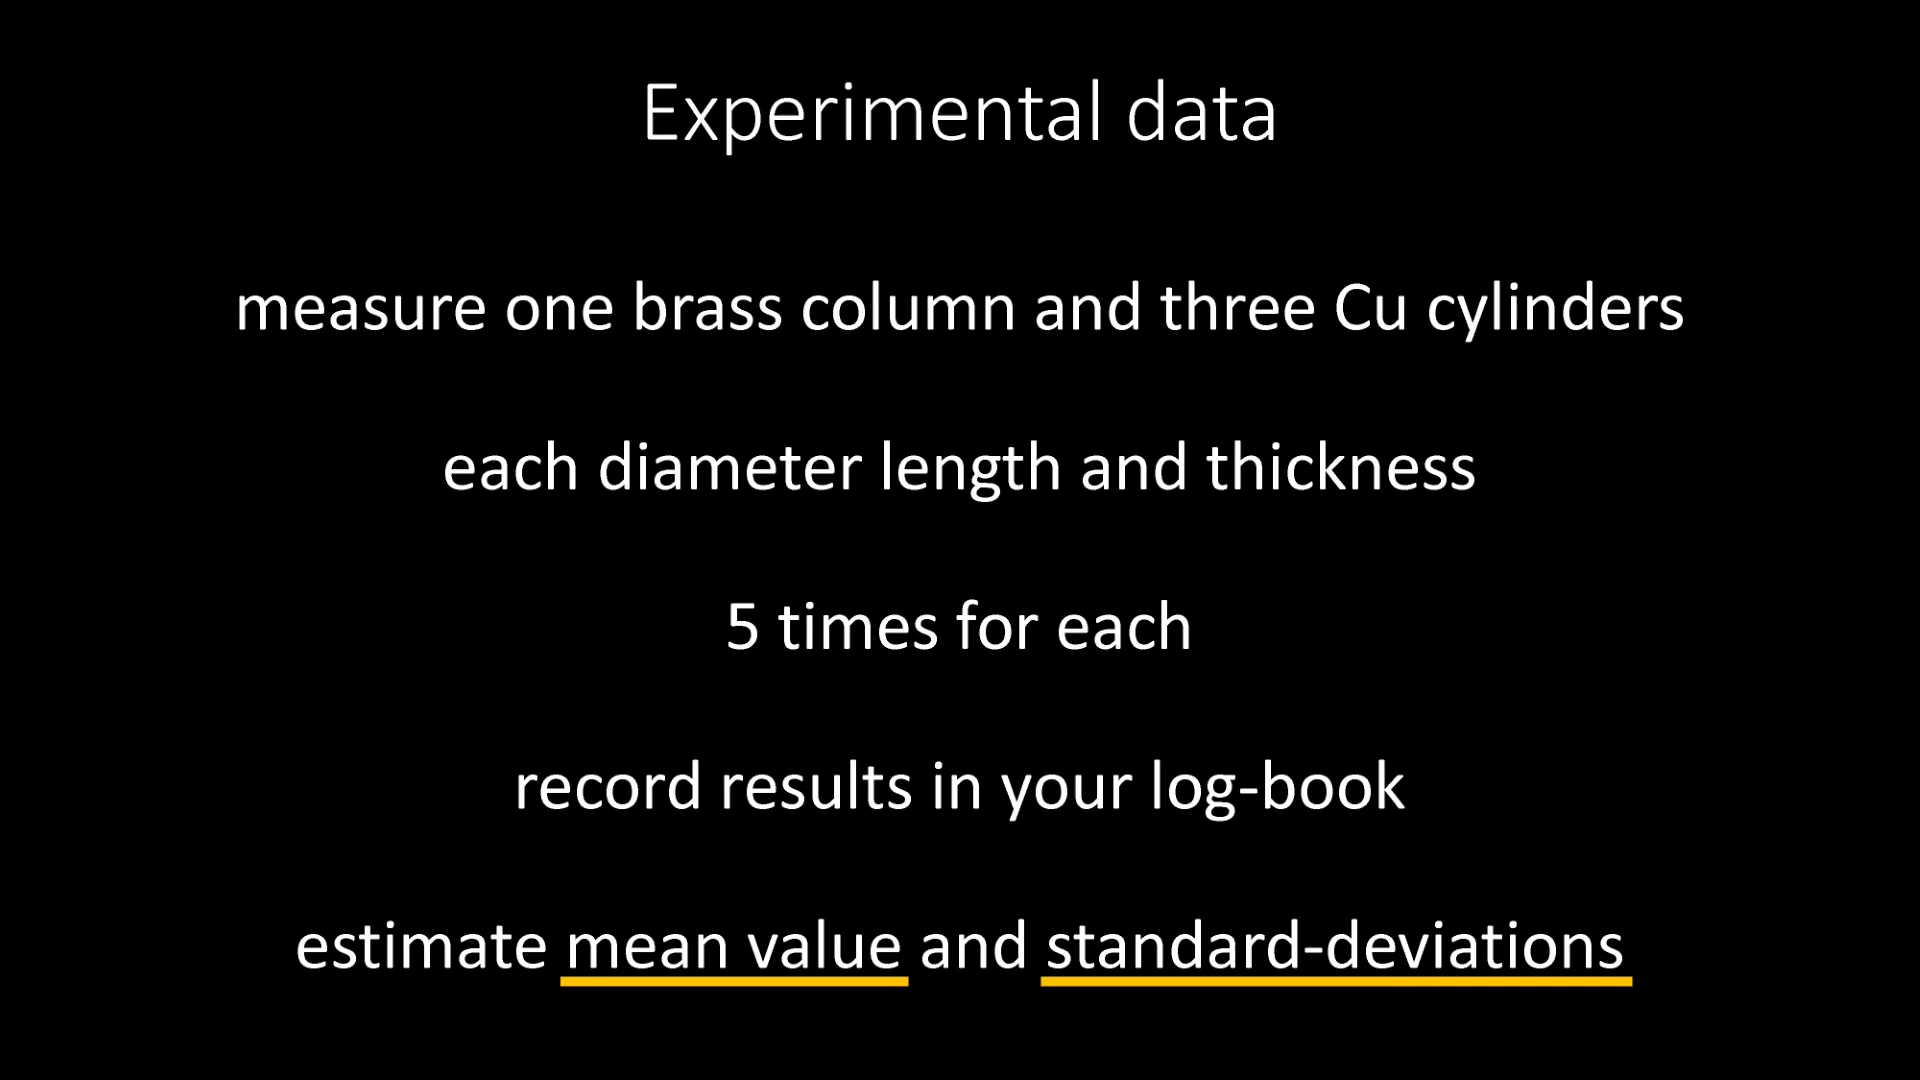 Experimental data
measure one brass column and three Cu cylinders
each diameter length and thickness
5 times for each
record results in your log-book
estimate mean value and standard-deviations